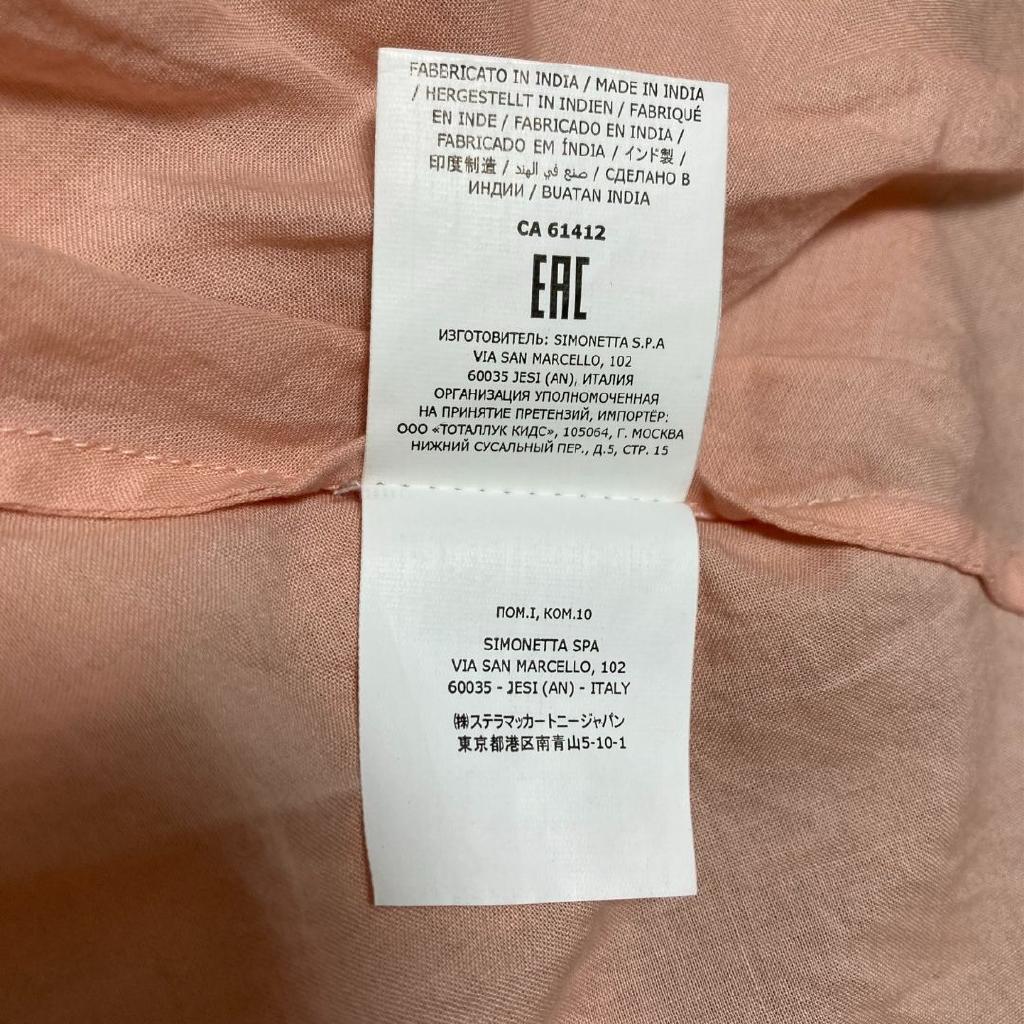 FABBRICATO IN INDIA / MADE IN INDIA
/ HERGESTELLT IN INDIEN / FABRIQUÉ
EN INDE / FABRICADO EN INDIA /
FABRICADO EM ÍNDIA / インド製 /
印度制造 / صنع في الهند / СДЕЛАНО В
ИНДИИ / BUATAN INDIA
CA 61412
EAC
ИЗГОТОВИТЕЛЬ: SIMONETTA S.P.A
VIA SAN MARCELLO, 102
60035 JESI (AN), ИТАЛИЯ
ОРГАНИЗАЦИЯ УПОЛНОМОЧЕННАЯ
НА ПРИНЯТИЕ ПРЕТЕНЗИЙ, ИМПОРТЁР:
ООО «ТОТАЛЛУК КИДС», 105064, Г. МОСКВА
НИЖНИЙ СУСАЛЬНЫЙ ПЕР., Д.5, СТР. 15
ПОМ.I, КОМ.10
SIMONETTA SPA
VIA SAN MARCELLO, 102
60035 - JESI (AN) - ITALY
㈱ステラマッカートニージャパン
東京都港区南青山5-10-1